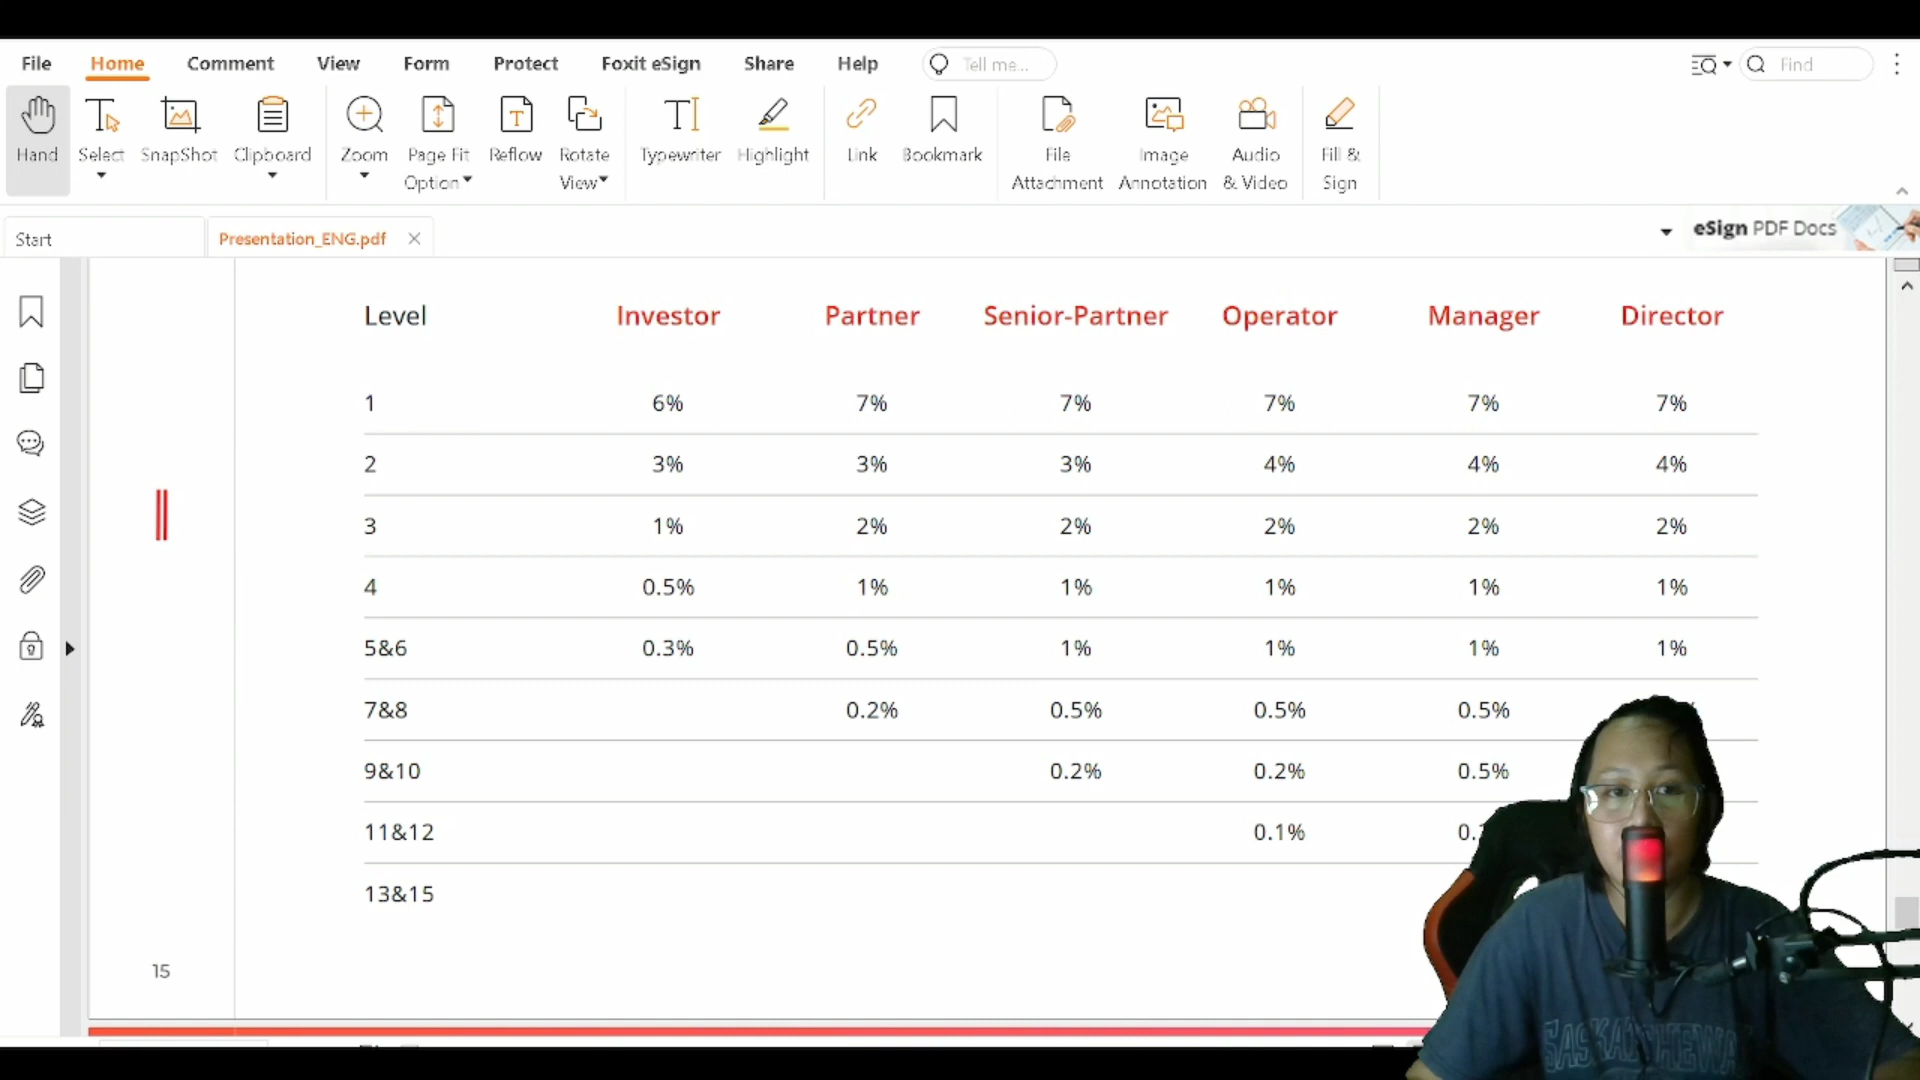 File Home Comment View Form Protect Foxit eSign Share Help Tell me... Find
Hand Select SnapShot Clipboard Zoom Page Fit Option Reflow Rotate View Typewriter Highlight Link Bookmark File Attachment Image Annotation Audio & Video Fill & Sign
Start Presentation_ENG.pdf eSign PDF Docs
Level Investor Partner Senior-Partner Operator Manager Director
1 6% 7% 7% 7% 7% 7%
2 3% 3% 3% 4% 4% 4%
3 1% 2% 2% 2% 2% 2%
4 0.5% 1% 1% 1% 1% 1%
5&6 0.3% 0.5% 1% 1% 1% 1%
7&8 0.2% 0.5% 0.5% 0.5%
9&10 0.2% 0.2% 0.5%
11&12 0.1%
13&15
15